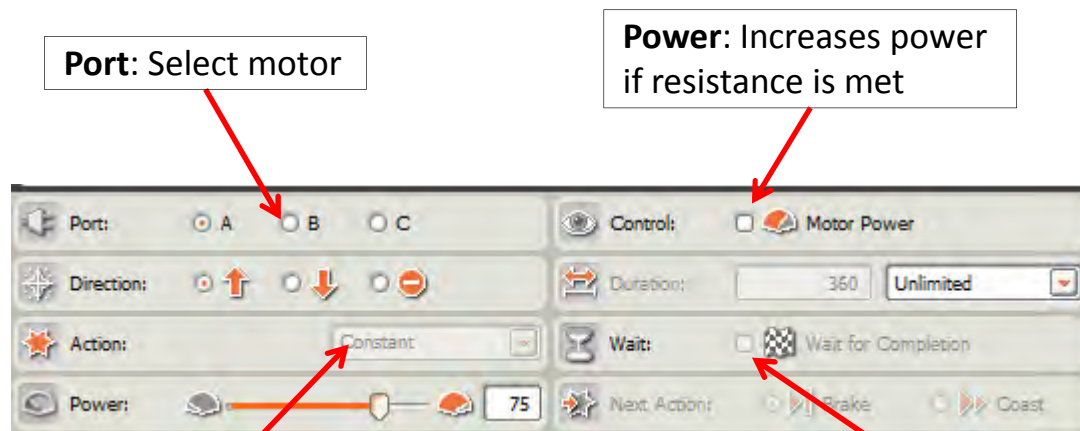 Port: Select motor
Power: Increases power
if resistance is met
Port: A B C
Control: Motor Power
Direction:
Duration: 360 Unlimited
Action: Constant
Wait: Wait for Completion
Power: 75
Next Action: Brake Coast